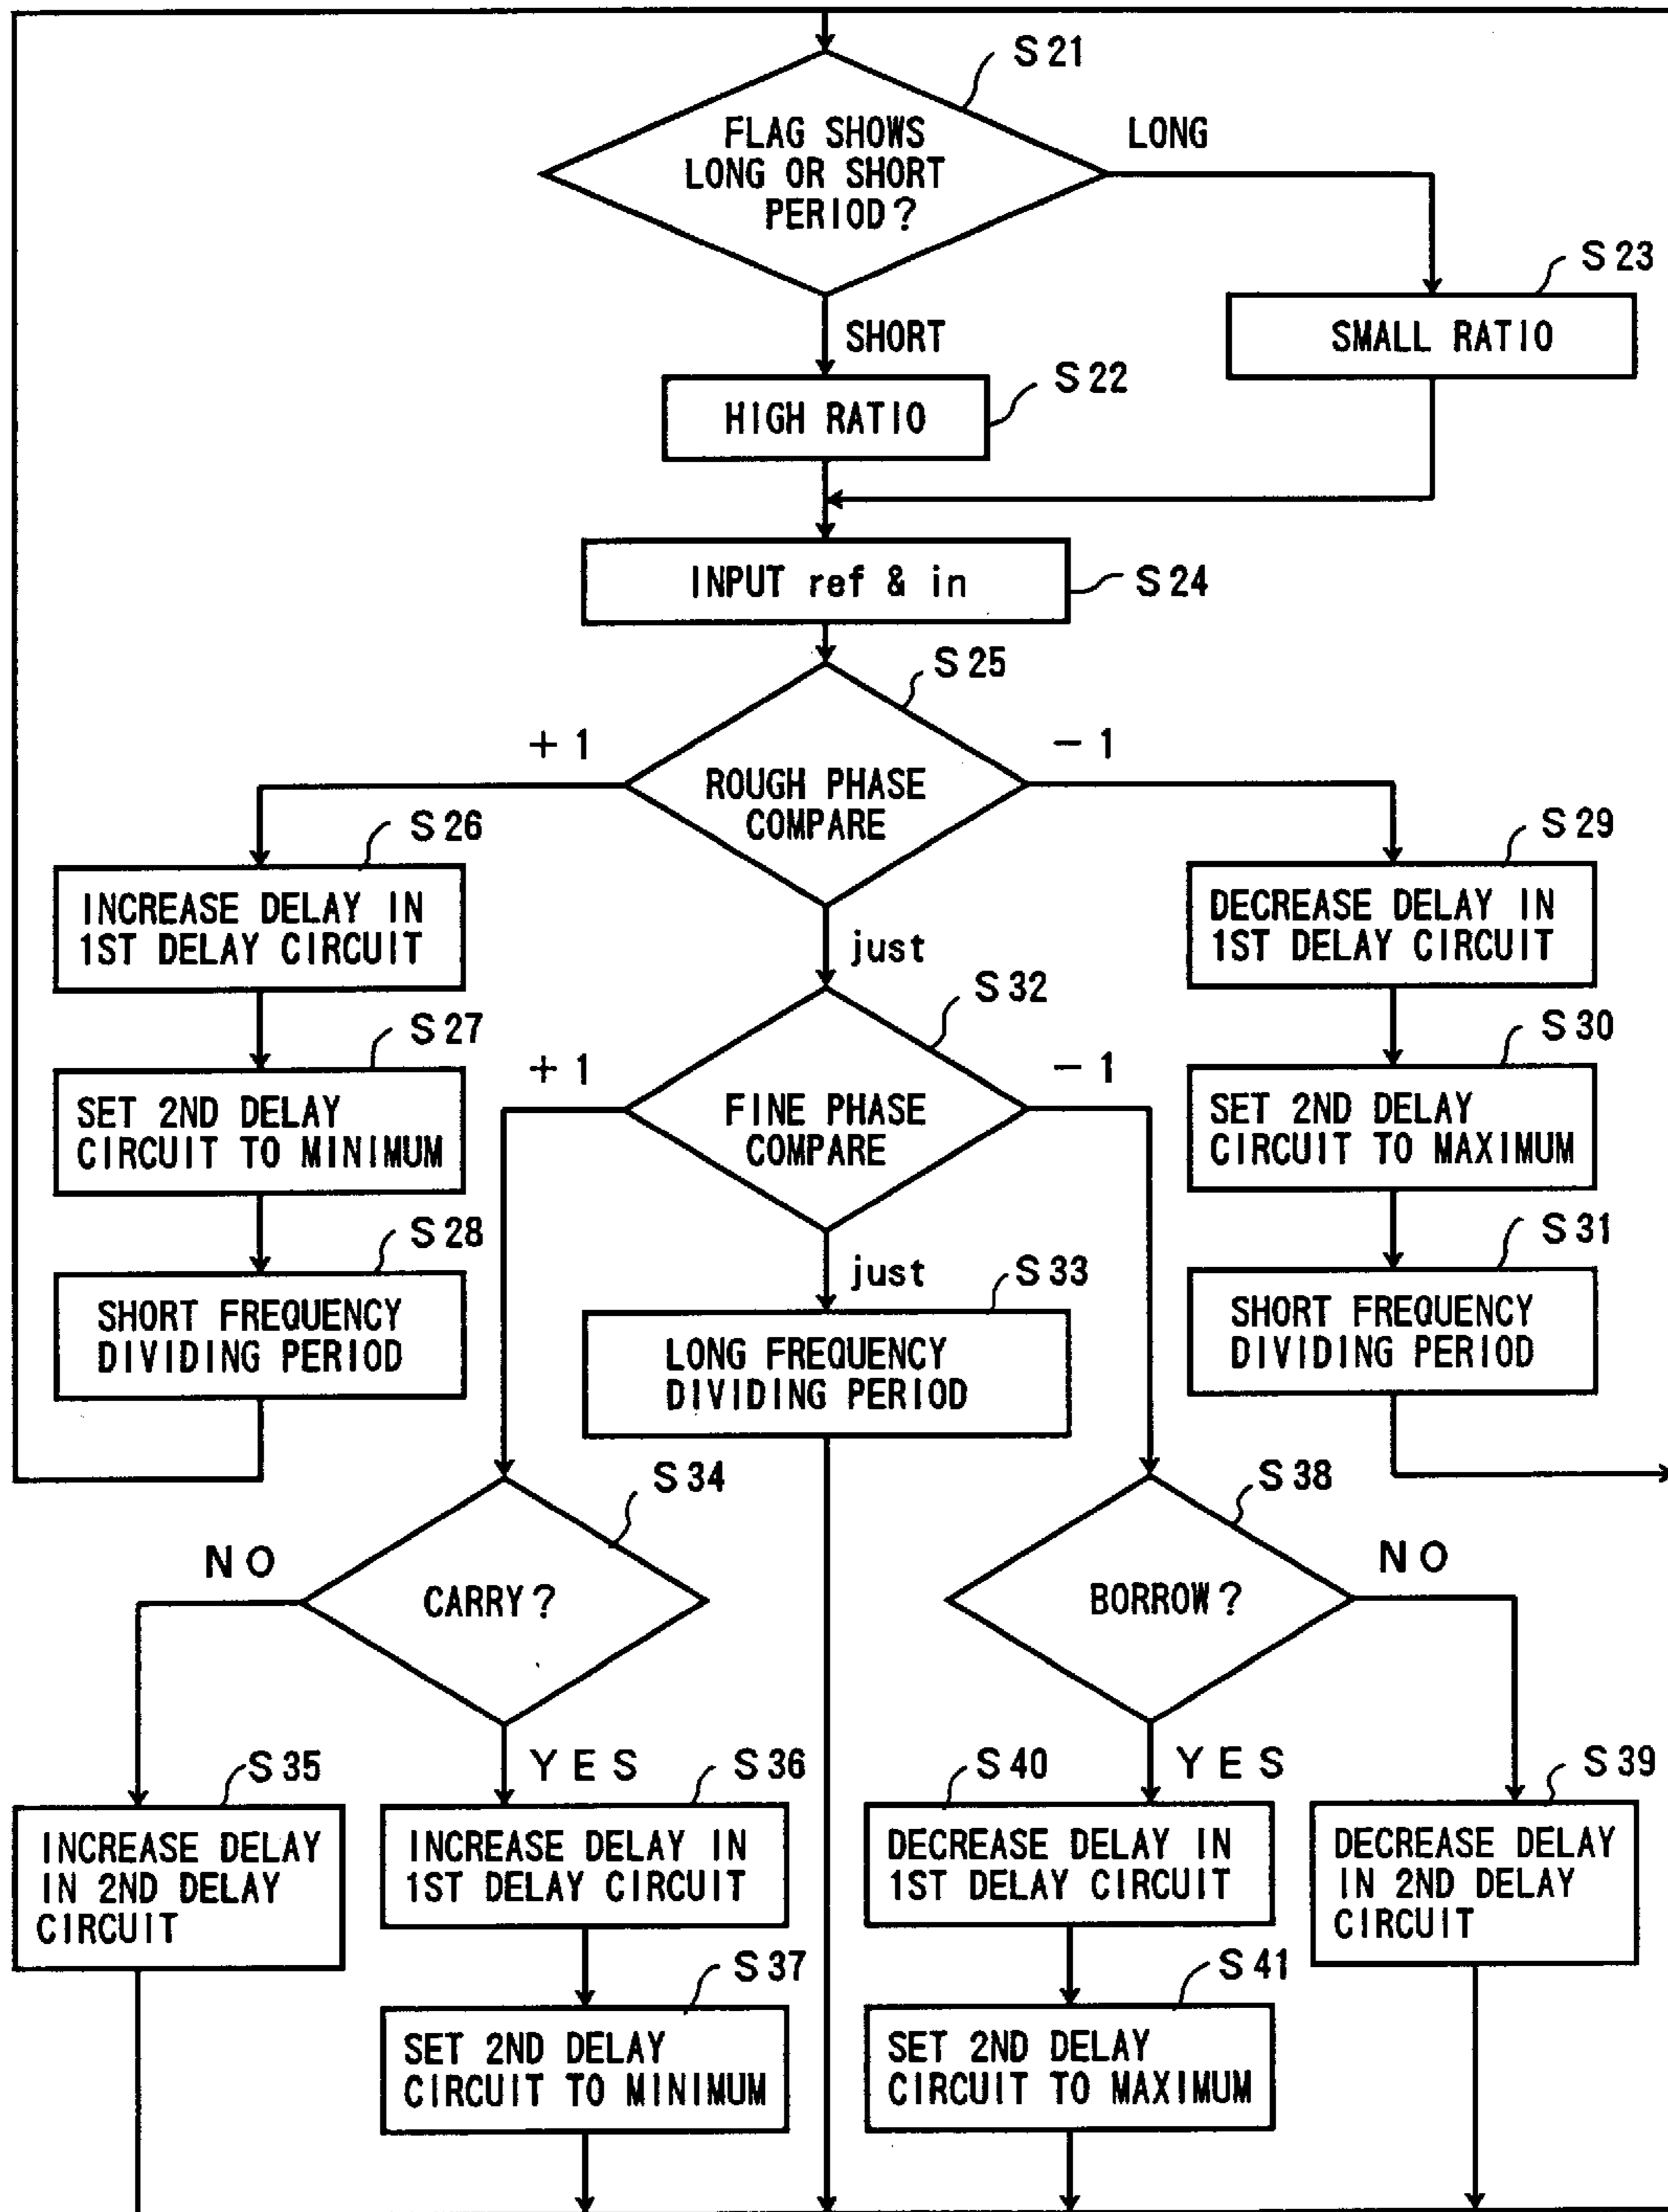 S21
FLAG SHOWS
LONG OR SHORT
PERIOD?
LONG
S23
SMALL RATIO
SHORT
S22
HIGH RATIO
INPUT ref & in
S24
S25
+1
-1
ROUGH PHASE
COMPARE
S26
INCREASE DELAY IN
1ST DELAY CIRCUIT
S29
DECREASE DELAY IN
1ST DELAY CIRCUIT
just
S32
S27
SET 2ND DELAY
CIRCUIT TO MINIMUM
+1
-1
FINE PHASE
COMPARE
S30
SET 2ND DELAY
CIRCUIT TO MAXIMUM
S28
SHORT FREQUENCY
DIVIDING PERIOD
just
S33
LONG FREQUENCY
DIVIDING PERIOD
S31
SHORT FREQUENCY
DIVIDING PERIOD
S34
NO
CARRY?
S38
NO
BORROW?
S35
INCREASE DELAY
IN 2ND DELAY
CIRCUIT
YES
S36
INCREASE DELAY IN
1ST DELAY CIRCUIT
S40
YES
DECREASE DELAY IN
1ST DELAY CIRCUIT
S39
DECREASE DELAY
IN 2ND DELAY
CIRCUIT
S37
SET 2ND DELAY
CIRCUIT TO MINIMUM
S41
SET 2ND DELAY
CIRCUIT TO MAXIMUM